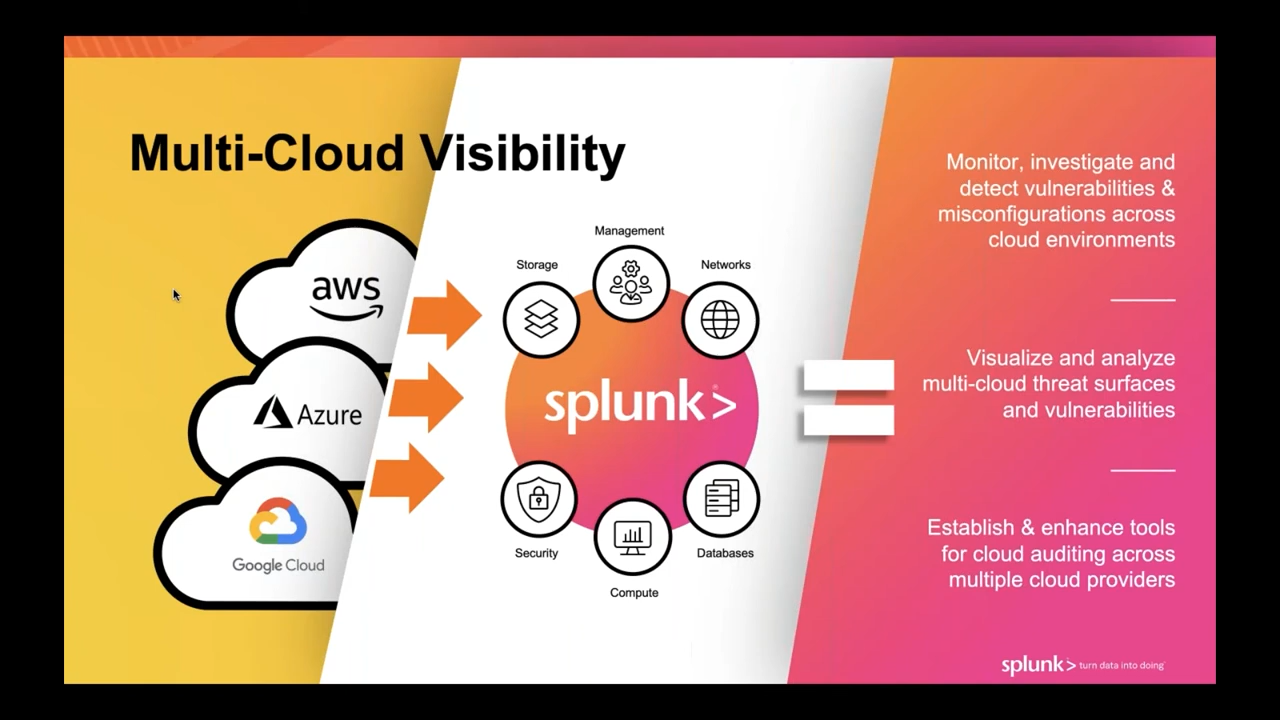 Multi-Cloud Visibility
aws
Azure
Google Cloud
Management
Storage
Networks
splunk>
Security
Databases
Compute
Monitor, investigate and
detect vulnerabilities &
misconfigurations across
cloud environments
Visualize and analyze
multi-cloud threat surfaces
and vulnerabilities
Establish & enhance tools
for cloud auditing across
multiple cloud providers
splunk> turn data into doing